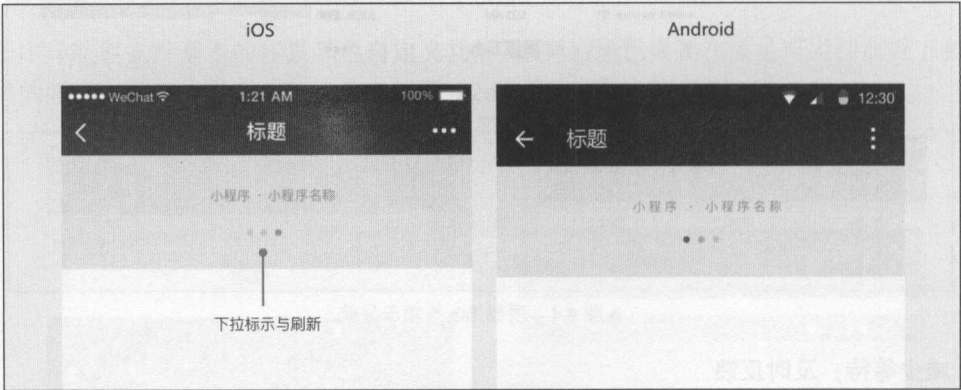 iOS
Android
WeChat 1:21 AM 100%
标题
小程序 · 小程序名称
下拉标示与刷新
12:30
标题
小程序 · 小程序名称